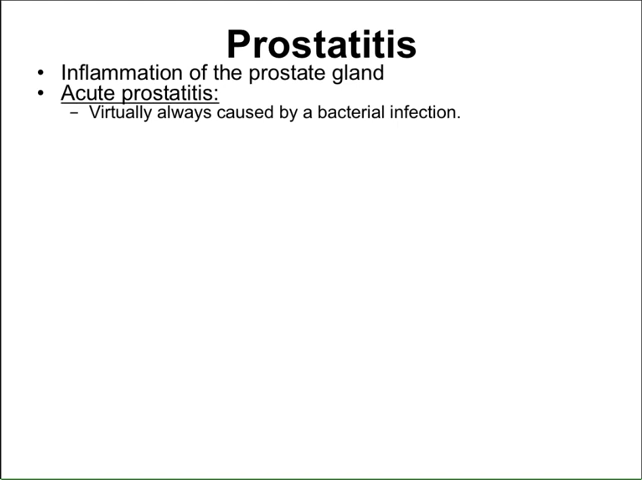 Prostatitis
• Inflammation of the prostate gland
• Acute prostatitis:
– Virtually always caused by a bacterial infection.